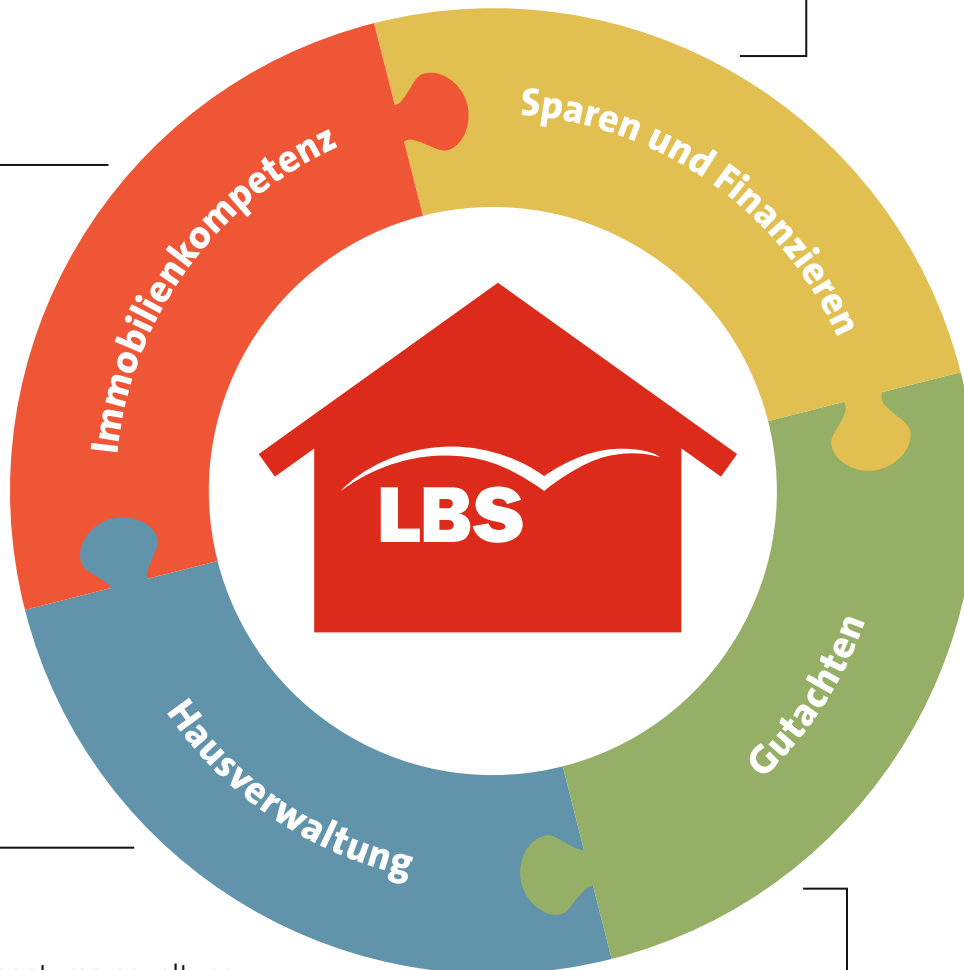 Sparen und Finanzieren
Immobilienkompetenz
LBS
Gutachten
Hausverwaltung